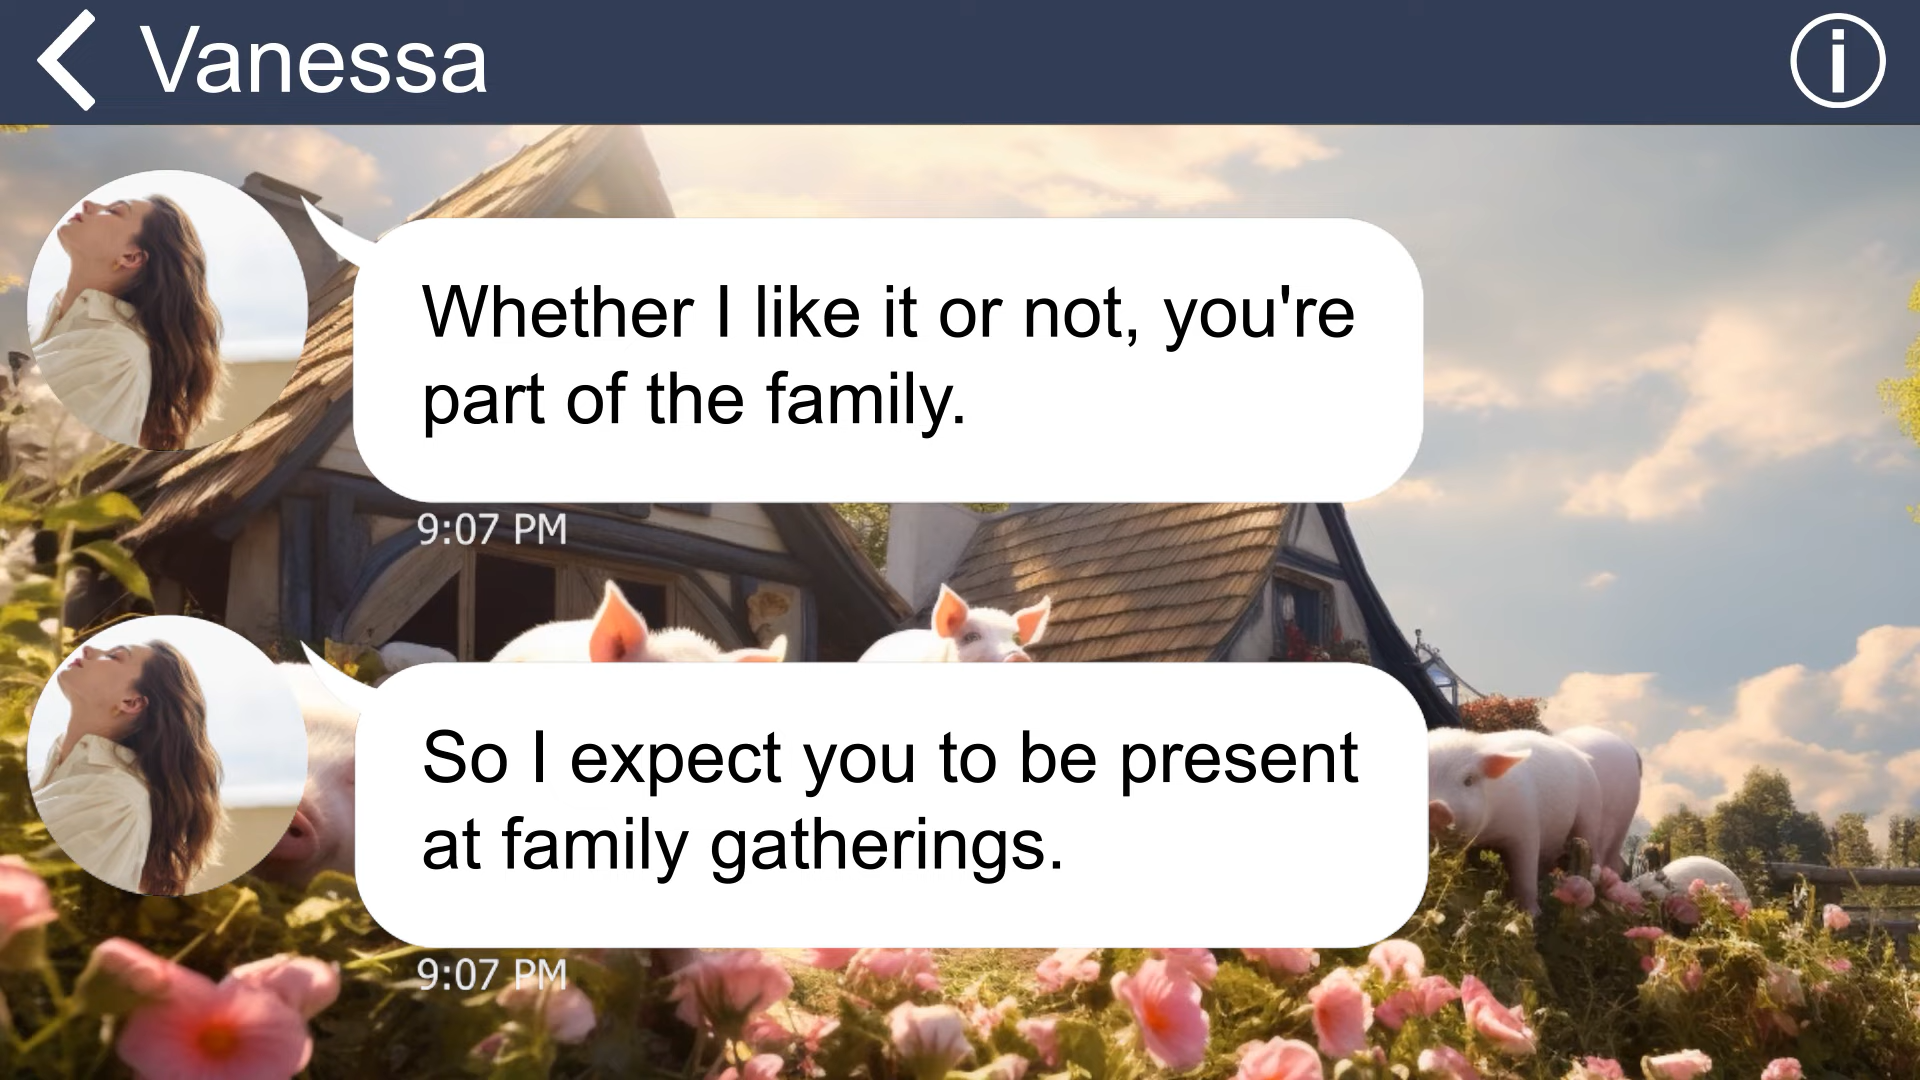 Vanessa
Whether I like it or not, you're
part of the family.
9:07 PM
So I expect you to be present
at family gatherings.
9:07 PM